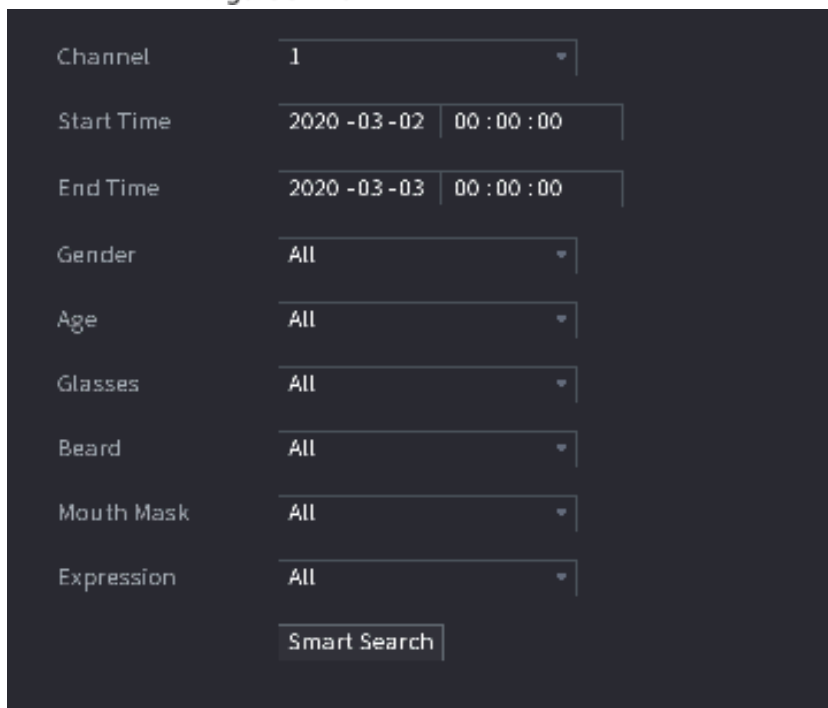 Channel 1
Start Time 2020 -03 -02 00 : 00 : 00
End Time 2020 -03 -03 00 : 00 : 00
Gender All
Age All
Glasses All
Beard All
Mouth Mask All
Expression All
Smart Search